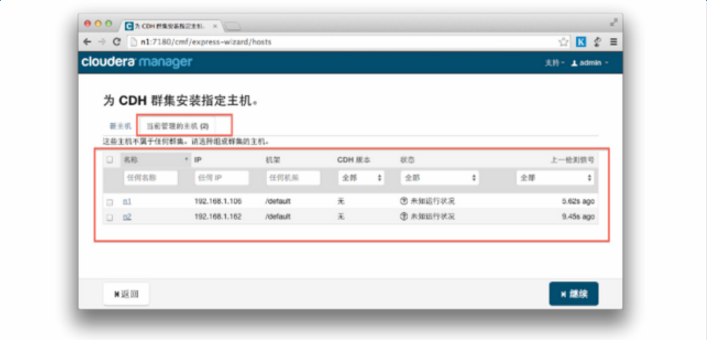 为 CDH 群集安装指定主机。 ×
n1:7180/cmf/express-wizard/hosts
cloudera manager 支持 admin
为 CDH 群集安装指定主机。
新主机 当前管理的主机 (2)
这些主机不属于任何群集。请选择组成群集的主机。
名称 IP 机架 CDH 版本 状态 上一检测信号
任何名称 任何 IP 任何机架 全部 全部 全部
n1 192.168.1.106 /default 无 未知运行状况 5.62s ago
n2 192.168.1.162 /default 无 未知运行状况 9.45s ago
返回 继续